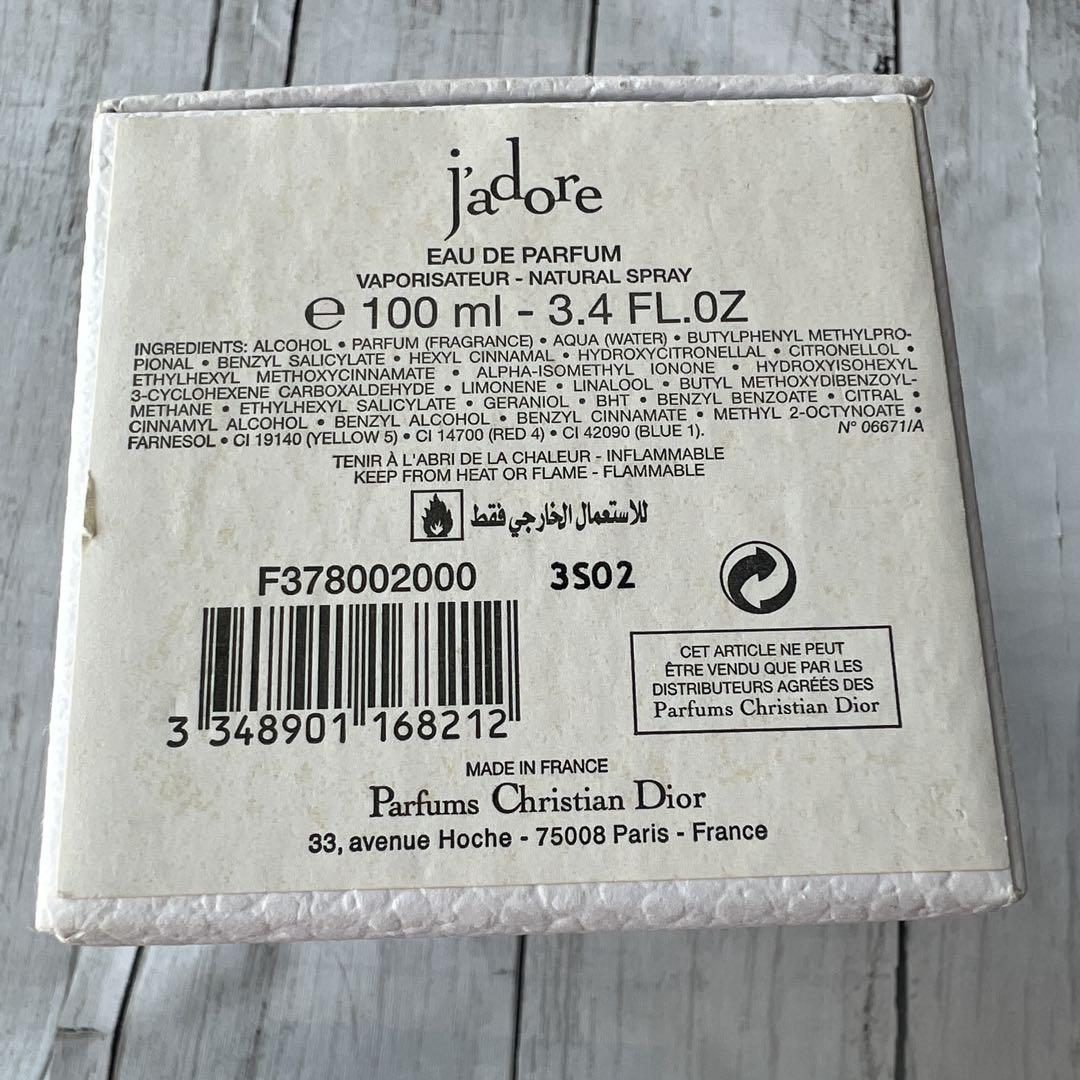 j'adore
EAU DE PARFUM
VAPORISATEUR - NATURAL SPRAY
℮ 100 ml - 3.4 FL.OZ
INGREDIENTS: ALCOHOL • PARFUM (FRAGRANCE) • AQUA (WATER) • BUTYLPHENYL METHYLPRO-
PIONAL • BENZYL SALICYLATE • HEXYL CINNAMAL • HYDROXYCITRONELLAL • CITRONELLOL •
ETHYLHEXYL METHOXYCINNAMATE • ALPHA-ISOMETHYL IONONE • HYDROXYISOHEXYL
3-CYCLOHEXENE CARBOXALDEHYDE • LIMONENE • LINALOOL • BUTYL METHOXYDIBENZOYL-
METHANE • ETHYLHEXYL SALICYLATE • GERANIOL • BHT • BENZYL BENZOATE • CITRAL •
CINNAMYL ALCOHOL • BENZYL ALCOHOL • BENZYL CINNAMATE • METHYL 2-OCTYNOATE •
FARNESOL • CI 19140 (YELLOW 5) • CI 14700 (RED 4) • CI 42090 (BLUE 1). N° 06671/A
TENIR À L'ABRI DE LA CHALEUR - INFLAMMABLE
KEEP FROM HEAT OR FLAME - FLAMMABLE
للاستعمال الخارجي فقط
F378002000 3S02
3 348901 168212
CET ARTICLE NE PEUT
ÊTRE VENDU QUE PAR LES
DISTRIBUTEURS AGRÉÉS DES
Parfums Christian Dior
MADE IN FRANCE
Parfums Christian Dior
33, avenue Hoche - 75008 Paris - France